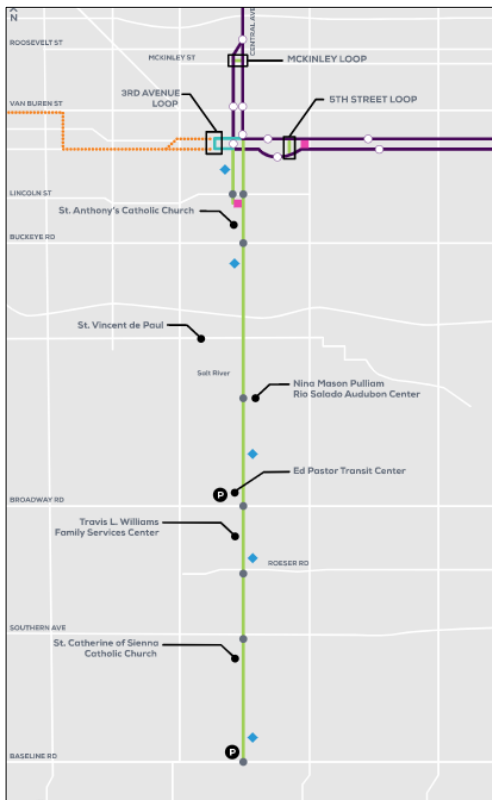 N
CENTRAL AVE
ROOSEVELT ST
MCKINLEY ST
MCKINLEY LOOP
3RD AVENUE
LOOP
5TH STREET LOOP
VAN BUREN ST
LINCOLN ST
St. Anthony's Catholic Church
BUCKEYE RD
St. Vincent de Paul
Salt River
Nina Mason Pulliam
Rio Salado Audubon Center
Ed Pastor Transit Center
P
BROADWAY RD
Travis L. Williams
Family Services Center
ROESER RD
SOUTHERN AVE
St. Catherine of Sienna
Catholic Church
P
BASELINE RD